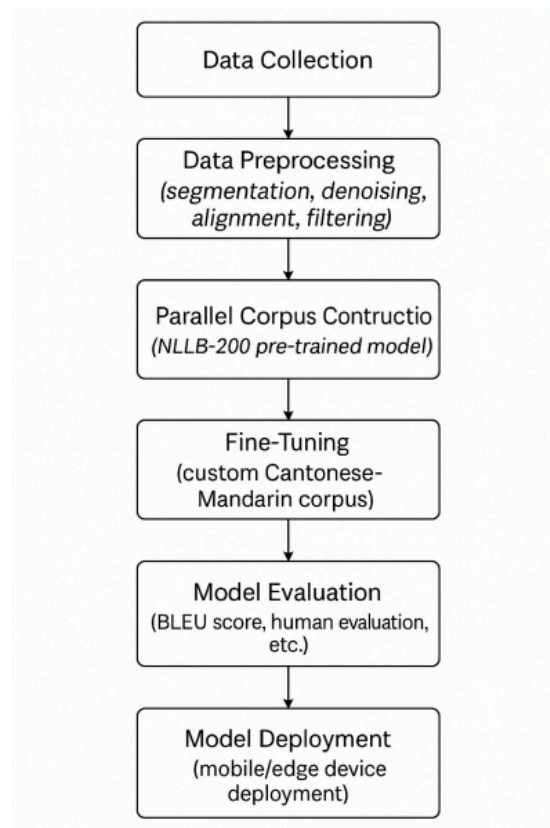 Data Collection
Data Preprocessing
(segmentation, denoising,
alignment, filtering)
Parallel Corpus Contructio
(NLLB-200 pre-trained model)
Fine-Tuning
(custom Cantonese-
Mandarin corpus)
Model Evaluation
(BLEU score, human evaluation,
etc.)
Model Deployment
(mobile/edge device
deployment)